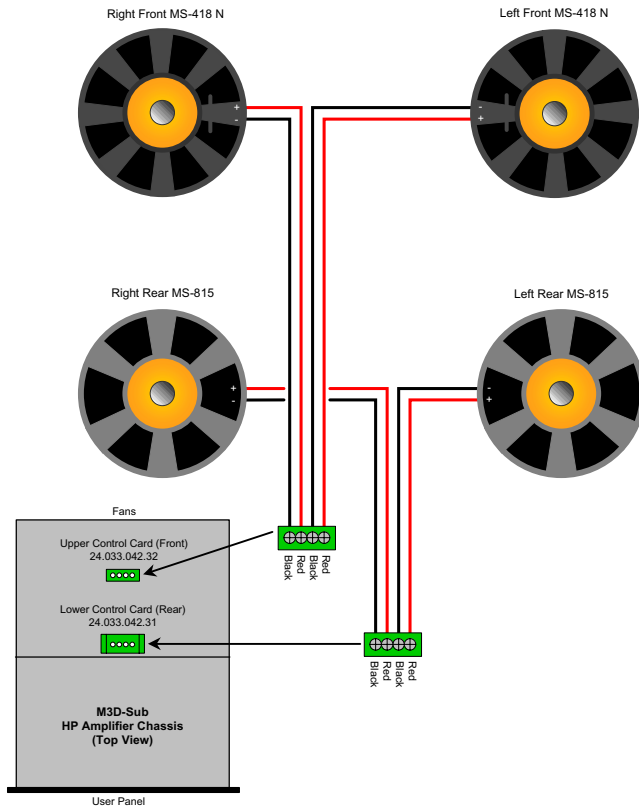 Right Front MS-418 N
Left Front MS-418 N
+
-
-
+
Right Rear MS-815
Left Rear MS-815
+
-
-
+
Fans
Upper Control Card (Front)
24.033.042.32
Black
Red
Black
Red
Lower Control Card (Rear)
24.033.042.31
Black
Red
Black
Red
M3D-Sub
HP Amplifier Chassis
(Top View)
User Panel